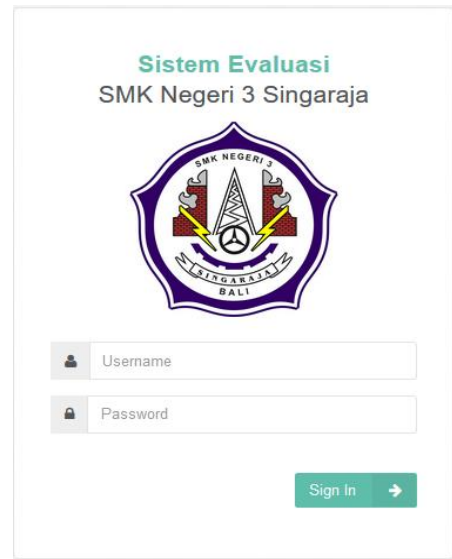 Sistem Evaluasi
SMK Negeri 3 Singaraja
SMK NEGERI 3
SINGARAJA
BALI
Username
Password
Sign In